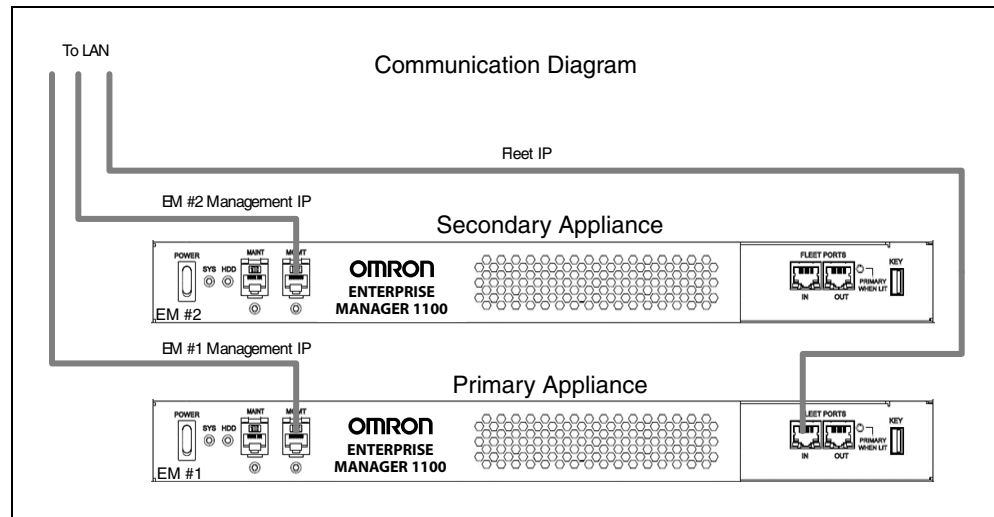 To LAN
Communication Diagram
Fleet IP
EM #2 Management IP
Secondary Appliance
POWER
SYS HDD
MAINT
MGMT
OMRON
ENTERPRISE
MANAGER 1100
FLEET PORTS
IN
OUT
PRIMARY
WHEN LIT
KEY
EM #2
EM #1 Management IP
Primary Appliance
POWER
SYS HDD
MAINT
MGMT
OMRON
ENTERPRISE
MANAGER 1100
FLEET PORTS
IN
OUT
PRIMARY
WHEN LIT
KEY
EM #1